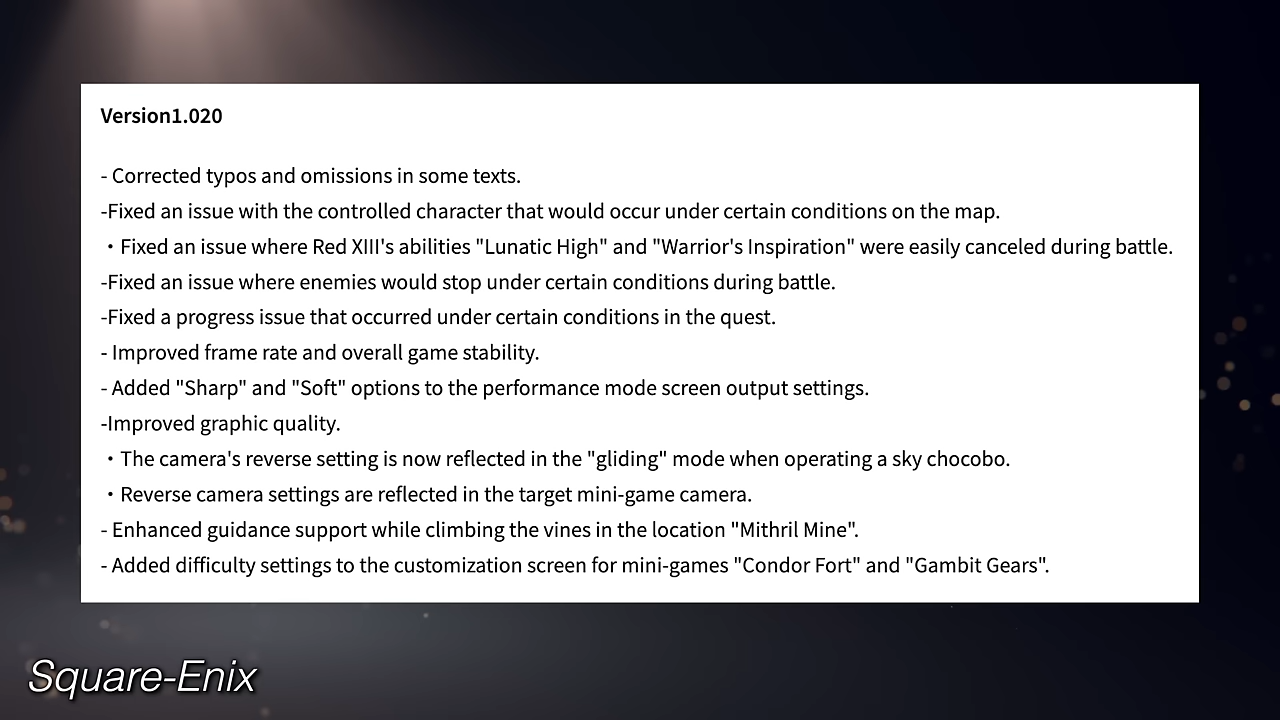 Version1.020
- Corrected typos and omissions in some texts.
-Fixed an issue with the controlled character that would occur under certain conditions on the map.
・Fixed an issue where Red XIII's abilities "Lunatic High" and "Warrior's Inspiration" were easily canceled during battle.
-Fixed an issue where enemies would stop under certain conditions during battle.
-Fixed a progress issue that occurred under certain conditions in the quest.
- Improved frame rate and overall game stability.
- Added "Sharp" and "Soft" options to the performance mode screen output settings.
-Improved graphic quality.
・The camera's reverse setting is now reflected in the "gliding" mode when operating a sky chocobo.
・Reverse camera settings are reflected in the target mini-game camera.
- Enhanced guidance support while climbing the vines in the location "Mithril Mine".
- Added difficulty settings to the customization screen for mini-games "Condor Fort" and "Gambit Gears".
Square-Enix